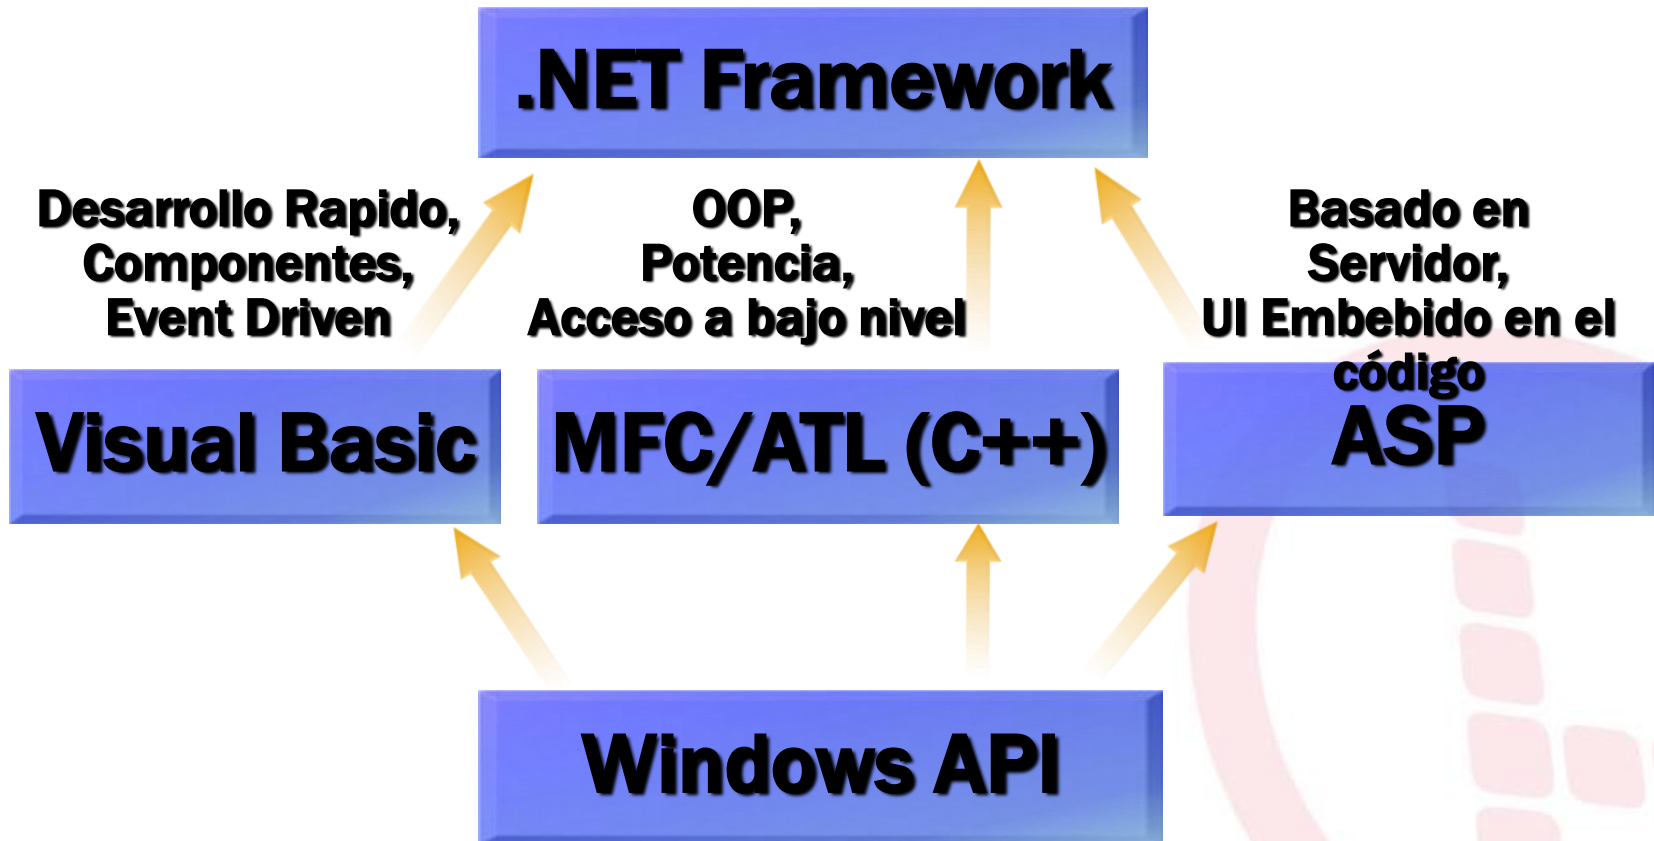 .NET Framework
Desarrollo Rapido,
Componentes,
Event Driven
OOP,
Potencia,
Acceso a bajo nivel
Basado en
Servidor,
UI Embebido en el
código
Visual Basic
MFC/ATL (C++)
ASP
Windows API